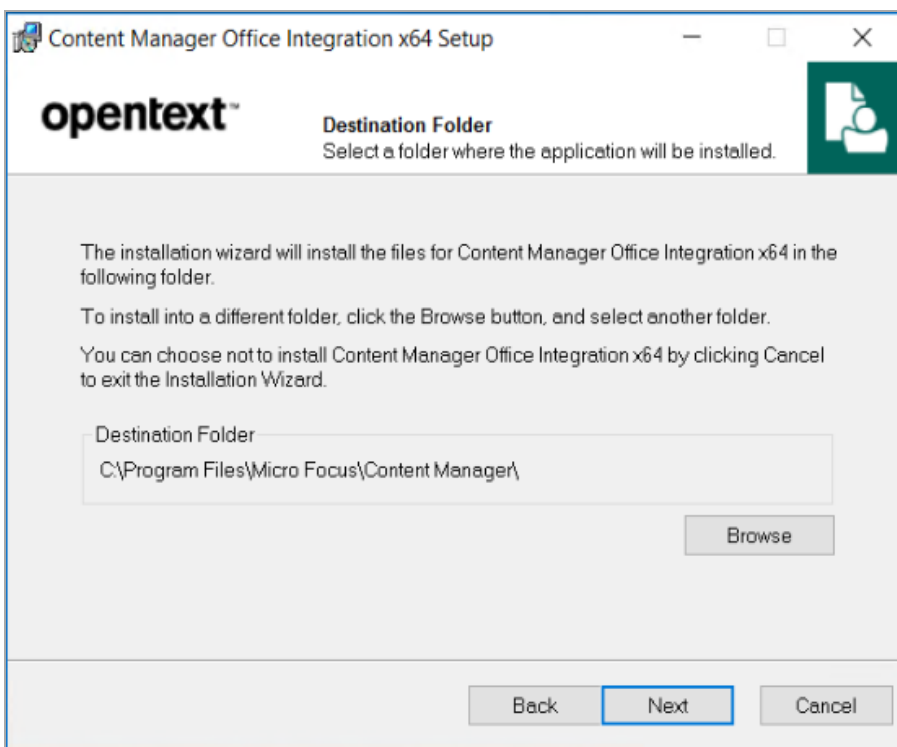 Content Manager Office Integration x64 Setup
opentext™
Destination Folder
Select a folder where the application will be installed.
The installation wizard will install the files for Content Manager Office Integration x64 in the
following folder.
To install into a different folder, click the Browse button, and select another folder.
You can choose not to install Content Manager Office Integration x64 by clicking Cancel
to exit the Installation Wizard.
Destination Folder
C:\Program Files\Micro Focus\Content Manager\
Browse
Back
Next
Cancel